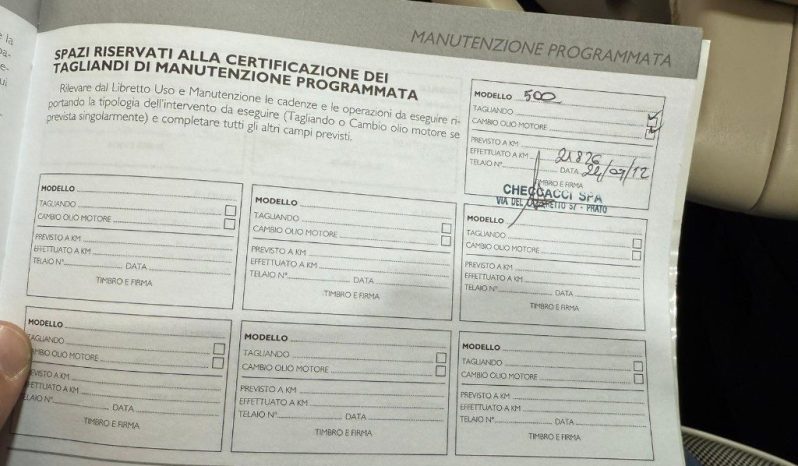 MANUTENZIONE PROGRAMMATA
SPAZI RISERVATI ALLA CERTIFICAZIONE DEI
TAGLIANDI DI MANUTENZIONE PROGRAMMATA
Rilevare dal Libretto Uso e Manutenzione le cadenze e le operazioni da eseguire ri-
portando la tipologia dell'intervento da eseguire (Tagliando o Cambio olio motore se
prevista singolarmente) e completare tutti gli altri campi previsti.
MODELLO 500
TAGLIANDO
CAMBIO OLIO MOTORE
PREVISTO A KM
EFFETTUATO A KM 21826
TELAIO N° DATA 22/09/12
TIMBRO E FIRMA
CHECCACCI SPA
VIA DEL 57 - PRATO
MODELLO
TAGLIANDO
CAMBIO OLIO MOTORE
PREVISTO A KM
EFFETTUATO A KM
TELAIO N° DATA
TIMBRO E FIRMA
MODELLO
TAGLIANDO
CAMBIO OLIO MOTORE
PREVISTO A KM
EFFETTUATO A KM
TELAIO N° DATA
TIMBRO E FIRMA
MODELLO
TAGLIANDO
CAMBIO OLIO MOTORE
PREVISTO A KM
EFFETTUATO A KM
TELAIO N° DATA
TIMBRO E FIRMA
MODELLO
TAGLIANDO
CAMBIO OLIO MOTORE
PREVISTO A KM
EFFETTUATO A KM
TELAIO N° DATA
TIMBRO E FIRMA
MODELLO
TAGLIANDO
CAMBIO OLIO MOTORE
PREVISTO A KM
EFFETTUATO A KM
TELAIO N° DATA
TIMBRO E FIRMA
MODELLO
TAGLIANDO
CAMBIO OLIO MOTORE
PREVISTO A KM
EFFETTUATO A KM
TELAIO N° DATA
TIMBRO E FIRMA